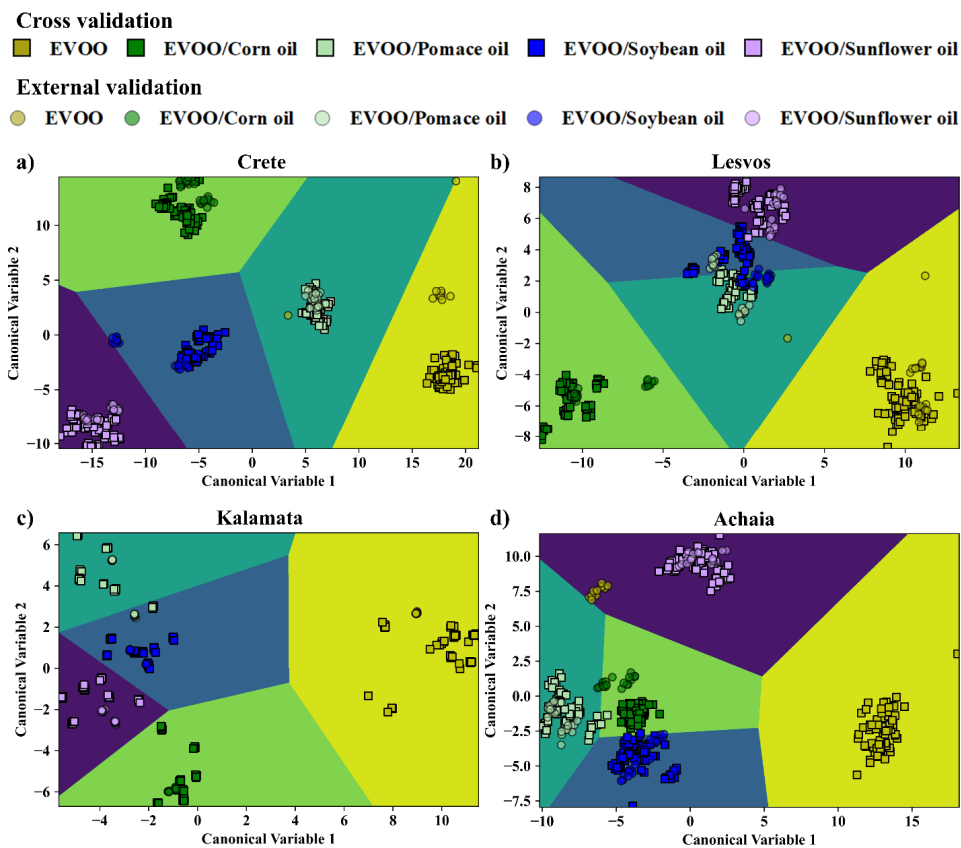 Cross validation
EVOO EVOO/Corn oil EVOO/Pomace oil EVOO/Soybean oil EVOO/Sunflower oil
External validation
EVOO EVOO/Corn oil EVOO/Pomace oil EVOO/Soybean oil EVOO/Sunflower oil
a) Crete
Canonical Variable 2
10
5
0
−5
−10
−15 −10 −5 0 5 10 15 20
Canonical Variable 1
b) Lesvos
Canonical Variable 2
8
6
4
2
0
−2
−4
−6
−8
−10 −5 0 5 10
Canonical Variable 1
c) Kalamata
Canonical Variable 2
6
4
2
0
−2
−4
−6
−4 −2 0 2 4 6 8 10
Canonical Variable 1
d) Achaia
Canonical Variable 2
10.0
7.5
5.0
2.5
0.0
−2.5
−5.0
−7.5
−10 −5 0 5 10 15
Canonical Variable 1